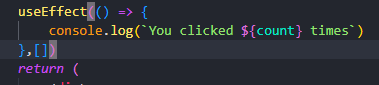 useEffect(() => {
console.log(`You clicked ${count} times`)
},[])
return (